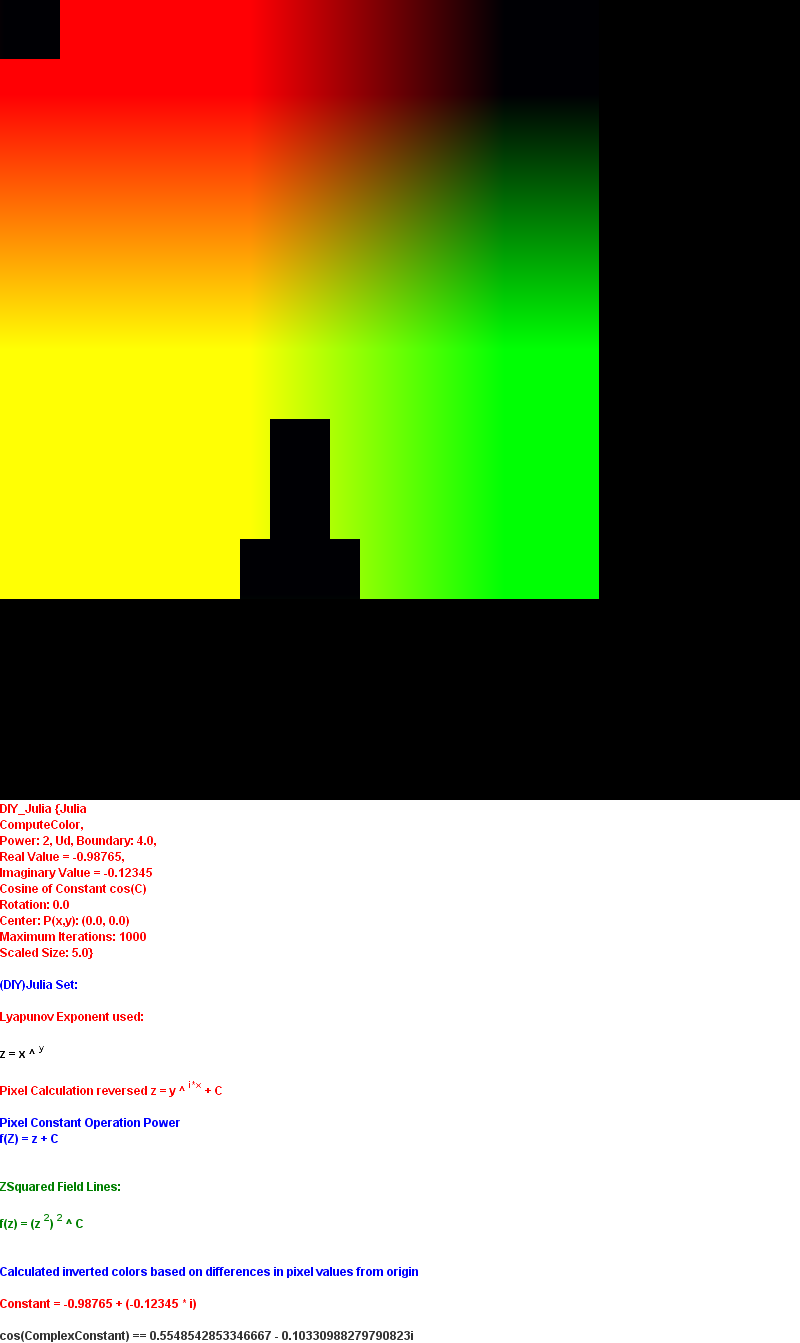 DIY_Julia {Julia
ComputeColor,
Power: 2, Ud, Boundary: 4.0,
Real Value = -0.98765,
Imaginary Value = -0.12345
Cosine of Constant cos(C)
Rotation: 0.0
Center: P(x,y): (0.0, 0.0)
Maximum Iterations: 1000
Scaled Size: 5.0}
(DIY)Julia Set:
Lyapunov Exponent used:
z = x ^ y
Pixel Calculation reversed z = y ^ i*x + C
Pixel Constant Operation Power
f(Z) = z + C
ZSquared Field Lines:
f(z) = (z 2) 2 ^ C
Calculated inverted colors based on differences in pixel values from origin
Constant = -0.98765 + (-0.12345 * i)
cos(ComplexConstant) == 0.5548542853346667 - 0.10330988279790823i